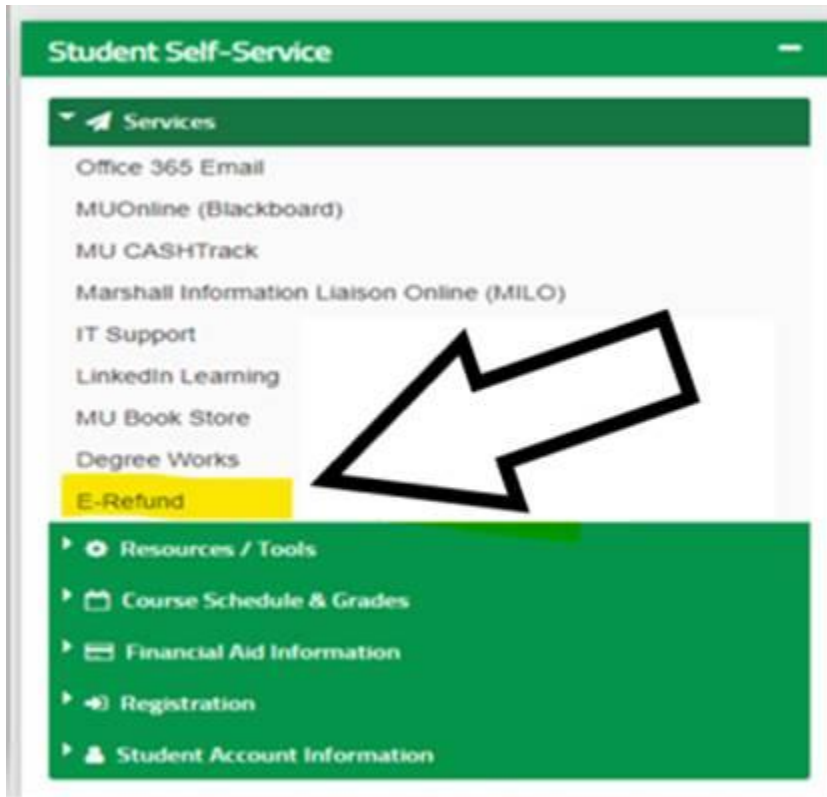 Student Self-Service
Services
Office 365 Email
MUOnline (Blackboard)
MU CASHTrack
Marshall Information Liaison Online (MILO)
IT Support
LinkedIn Learning
MU Book Store
Degree Works
E-Refund
Resources / Tools
Course Schedule & Grades
Financial Aid Information
Registration
Student Account Information